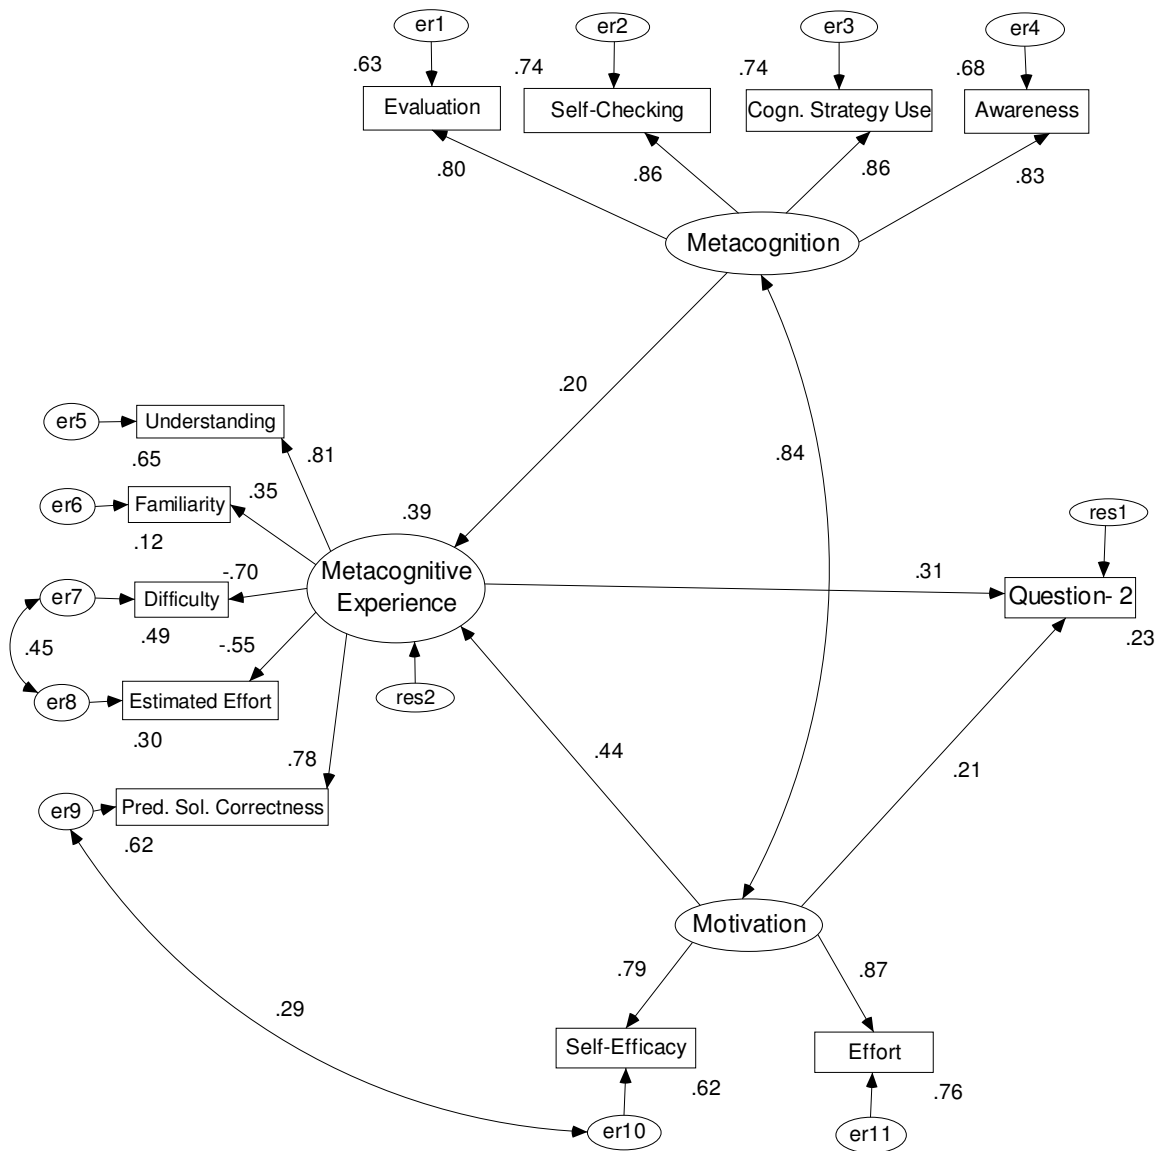 er1
er2
er3
er4
.63
.74
.74
.68
Evaluation
Self-Checking
Cogn. Strategy Use
Awareness
.80
.86
.86
.83
Metacognition
.20
.84
er5
Understanding
.65
.81
er6
Familiarity
.35
.12
.39
res1
er7
Difficulty
-.70
.49
Metacognitive
Experience
.31
Question- 2
.23
.45
-.55
er8
Estimated Effort
.30
res2
.78
.44
.21
er9
Pred. Sol. Correctness
.62
Motivation
.79
.87
.29
Self-Efficacy
.62
Effort
.76
er10
er11